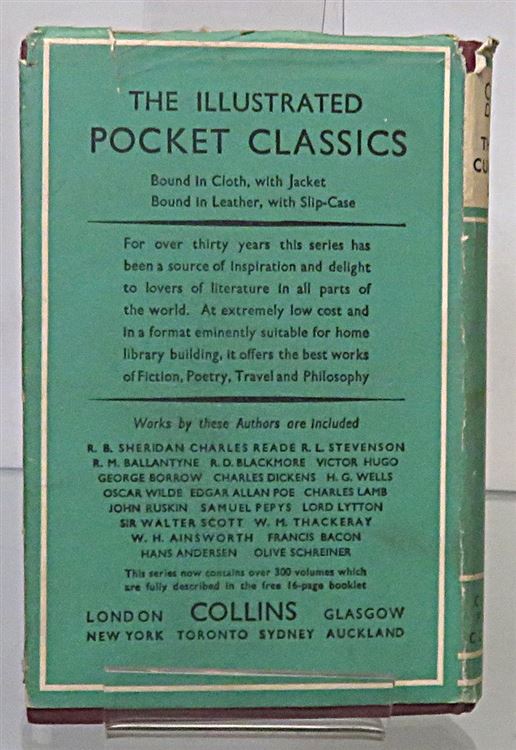 THE ILLUSTRATED
POCKET CLASSICS
Bound in Cloth, with Jacket
Bound in Leather, with Slip-Case
For over thirty years this series has
been a source of inspiration and delight
to lovers of literature in all parts of
the world. At extremely low cost and
in a format eminently suitable for home
library building, it offers the best works
of Fiction, Poetry, Travel and Philosophy
Works by these Authors are Included
R. B. SHERIDAN CHARLES READE R. L. STEVENSON
R. M. BALLANTYNE R. D. BLACKMORE VICTOR HUGO
GEORGE BORROW CHARLES DICKENS H. G. WELLS
OSCAR WILDE EDGAR ALLAN POE CHARLES LAMB
JOHN RUSKIN SAMUEL PEPYS LORD LYTTON
SIR WALTER SCOTT W. M. THACKERAY
W. H. AINSWORTH FRANCIS BACON
HANS ANDERSEN OLIVE SCHREINER
This series now contains over 300 volumes which
are fully described in the free 16-page booklet
LONDON COLLINS GLASGOW
NEW YORK TORONTO SYDNEY AUCKLAND